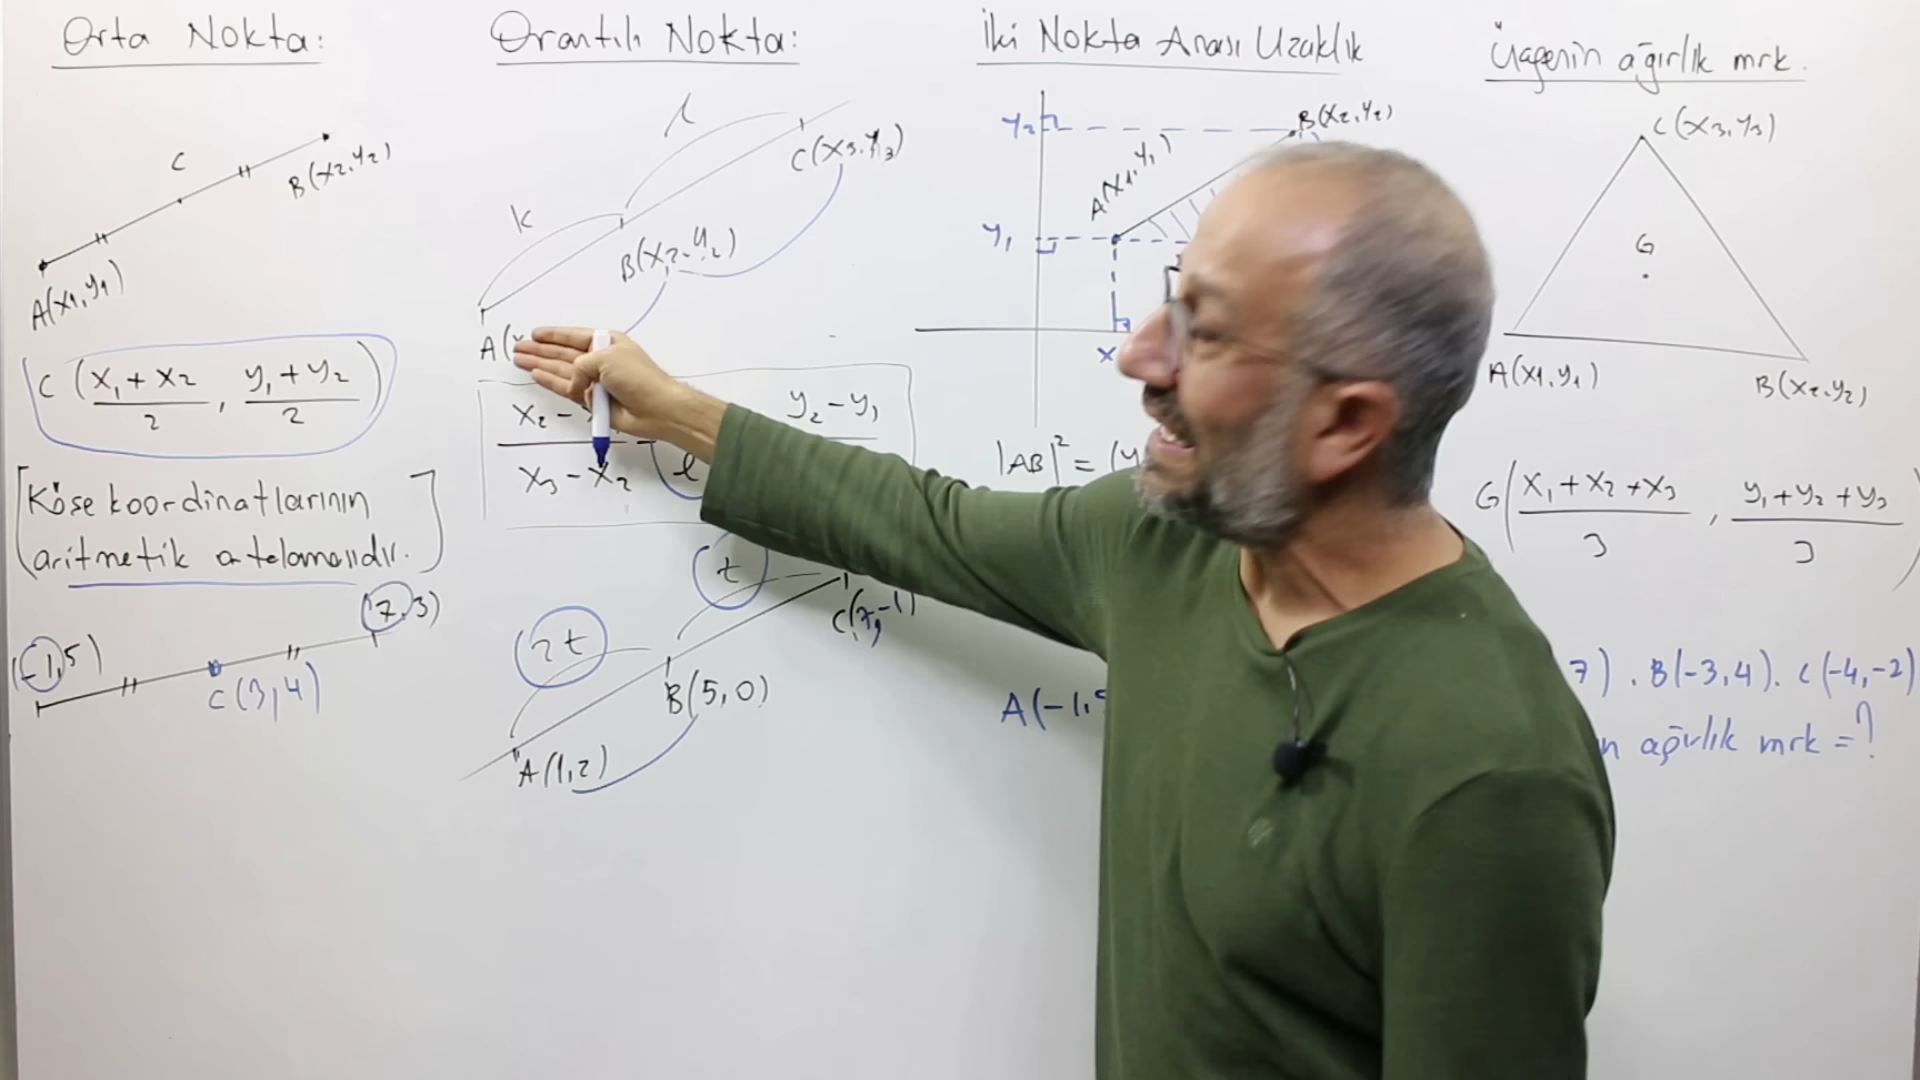 Orta Nokta:
C
B(x2,y2)
A(x1,y1)
C (x₁+x₂/2, y₁+y₂/2)
Köşe koordinatlarının
aritmetik ortalamasıdır.
(-1,5)
(7,3)
C(3,4)
Orantılı Nokta:
l
k
C(x3,y3)
B(x2,y2)
A(
x₂-
x₃-x₂
l
y₂-y₁
t
2t
C(7,-1)
B(5,0)
A(1,2)
İki Nokta Arası Uzaklık
y₂
B(x2,y2)
A(x1,y1)
y₁
x
|AB|²=(y
A(-1,5
Üçgenin ağırlık mrk.
C(x3,y3)
G
A(x1,y1)
B(x2,y2)
G(x₁+x₂+x₃/3, y₁+y₂+y₃/3)
7). B(-3,4). C(-4,-2)
n ağırlık mrk=?